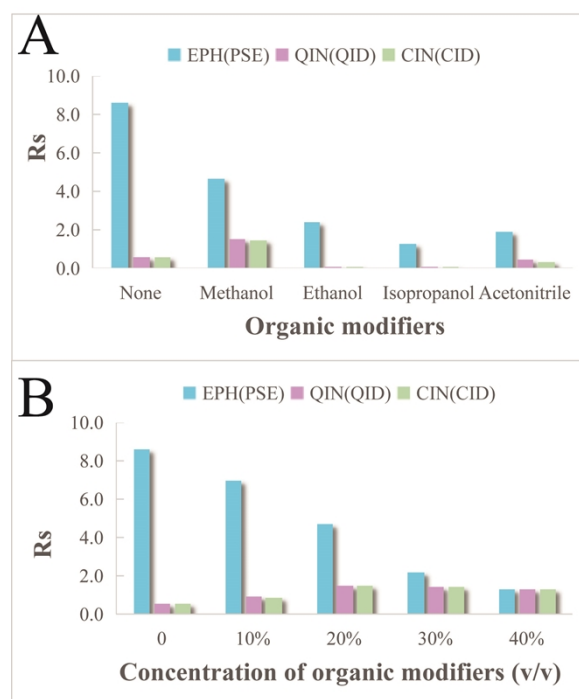 A
EPH(PSE) QIN(QID) CIN(CID)
10.0
8.0
6.0
4.0
2.0
0.0
Rs
None Methanol Ethanol Isopropanol Acetonitrile
Organic modifiers
B
EPH(PSE) QIN(QID) CIN(CID)
10.0
8.0
6.0
4.0
2.0
0.0
Rs
0 10% 20% 30% 40%
Concentration of organic modifiers (v/v)